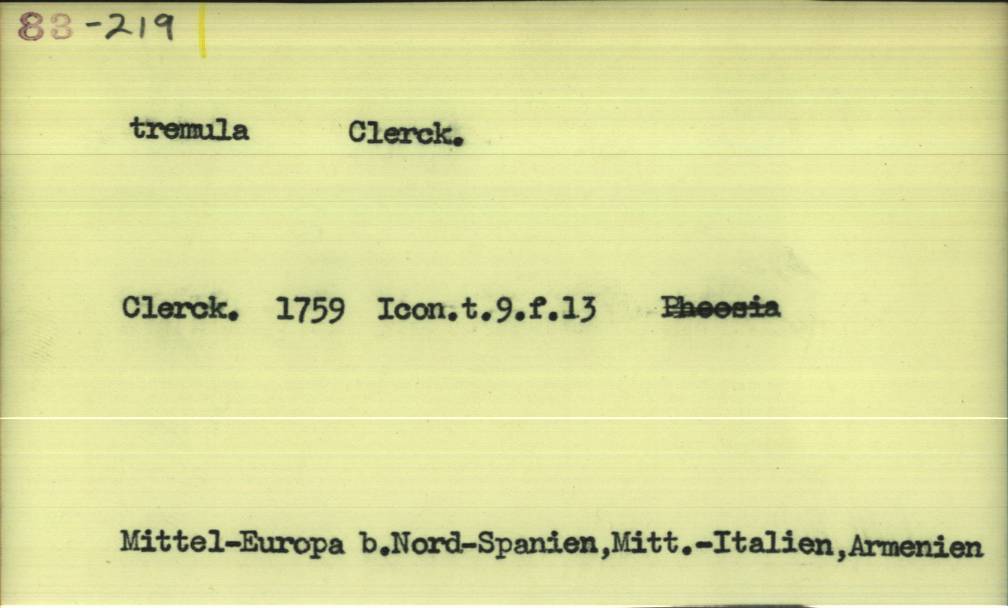 83-219
tremula Clerck.
Clerck. 1759 Icon.t.9.f.13 Pheosia
Mittel-Europa b.Nord-Spanien,Mitt.-Italien,Armenien